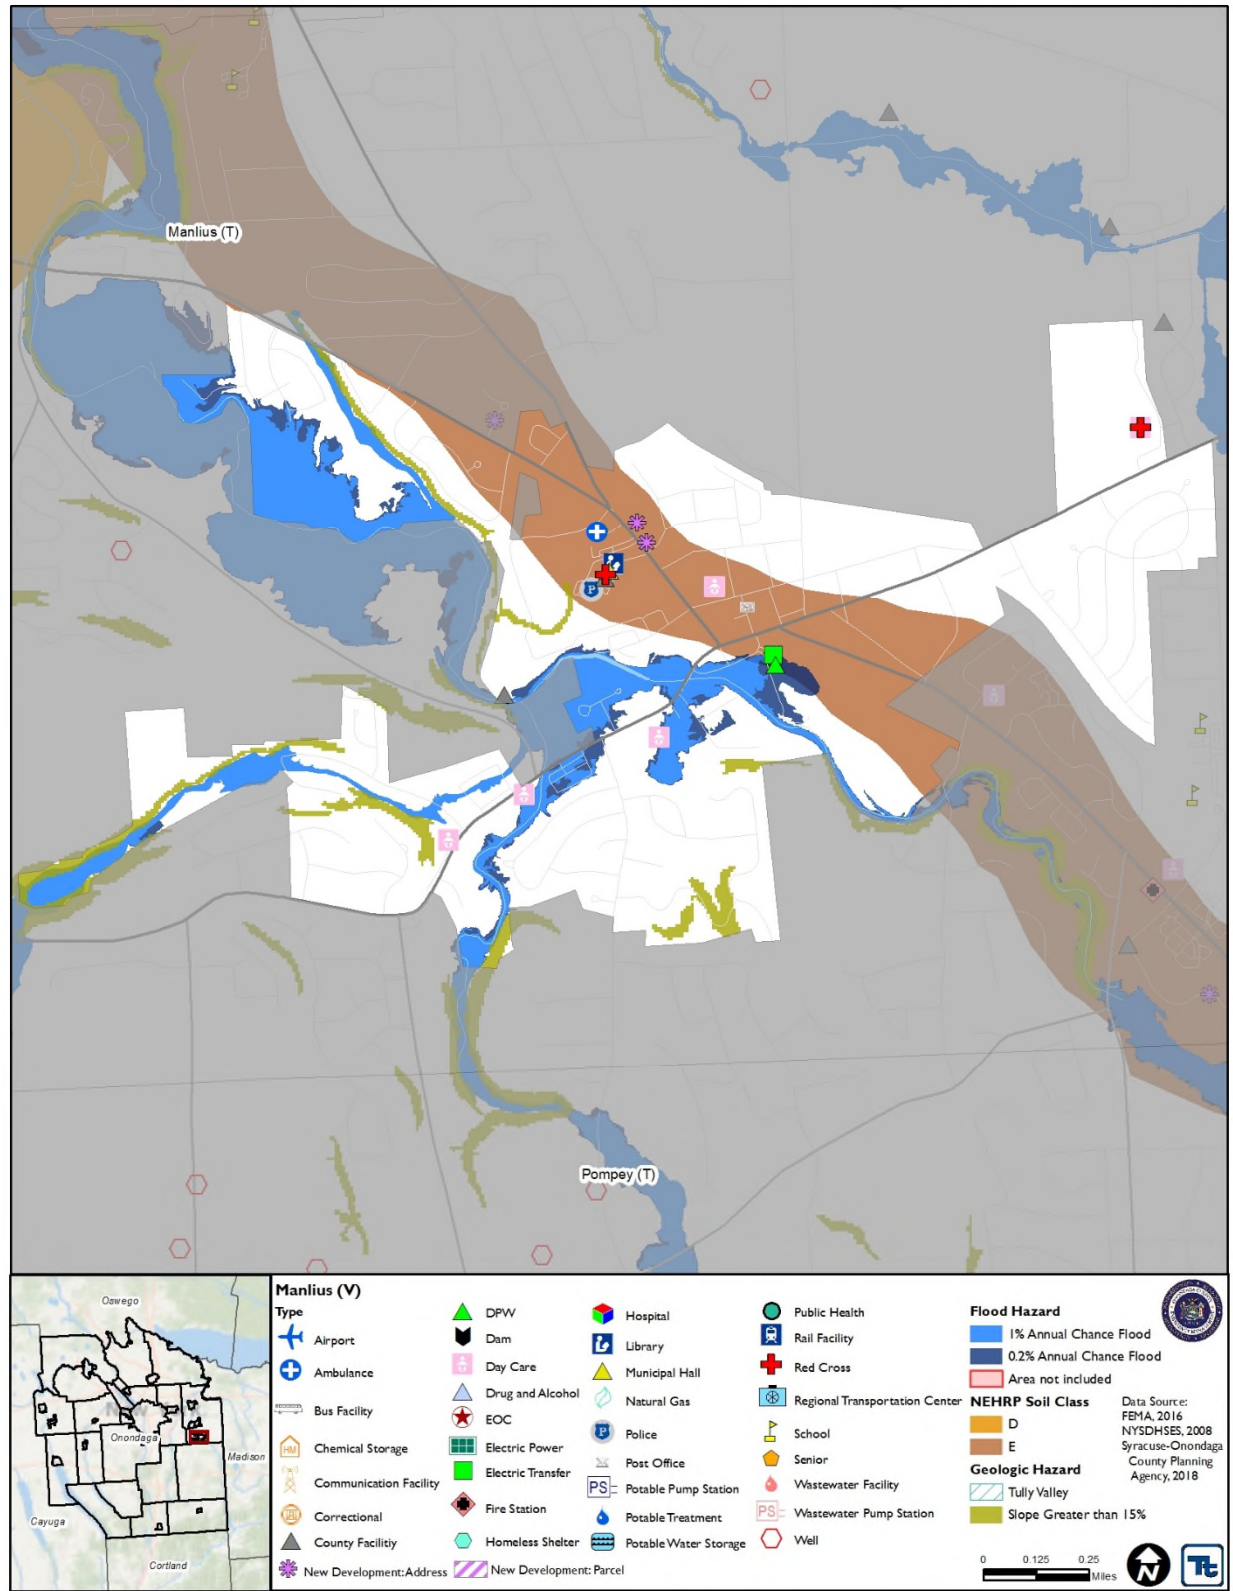 Manlius (T)
Pompey (T)
Oswego
Onondaga
Madison
Cayuga
Cortland
Manlius (V)
Type
Airport
Ambulance
Bus Facility
HM
Chemical Storage
Communication Facility
Correctional
County Facilitiy
New Development: Address
DPW
Dam
Day Care
Drug and Alcohol
EOC
Electric Power
Electric Transfer
Fire Station
Homeless Shelter
New Development: Parcel
Hospital
Library
Municipal Hall
Natural Gas
P
Police
Post Office
PS
Potable Pump Station
Potable Treatment
Potable Water Storage
Public Health
Rail Facility
Red Cross
Regional Transportation Center
School
Senior
Wastewater Facility
PS
Wastewater Pump Station
Well
Flood Hazard
1% Annual Chance Flood
0.2% Annual Chance Flood
Area not included
NEHRP Soil Class
D
E
Geologic Hazard
Tully Valley
Slope Greater than 15%
Data Source:
FEMA, 2016
NYSDHSES, 2008
Syracuse-Onondaga
County Planning
Agency, 2018
0 0.125 0.25
Miles
N
Tt